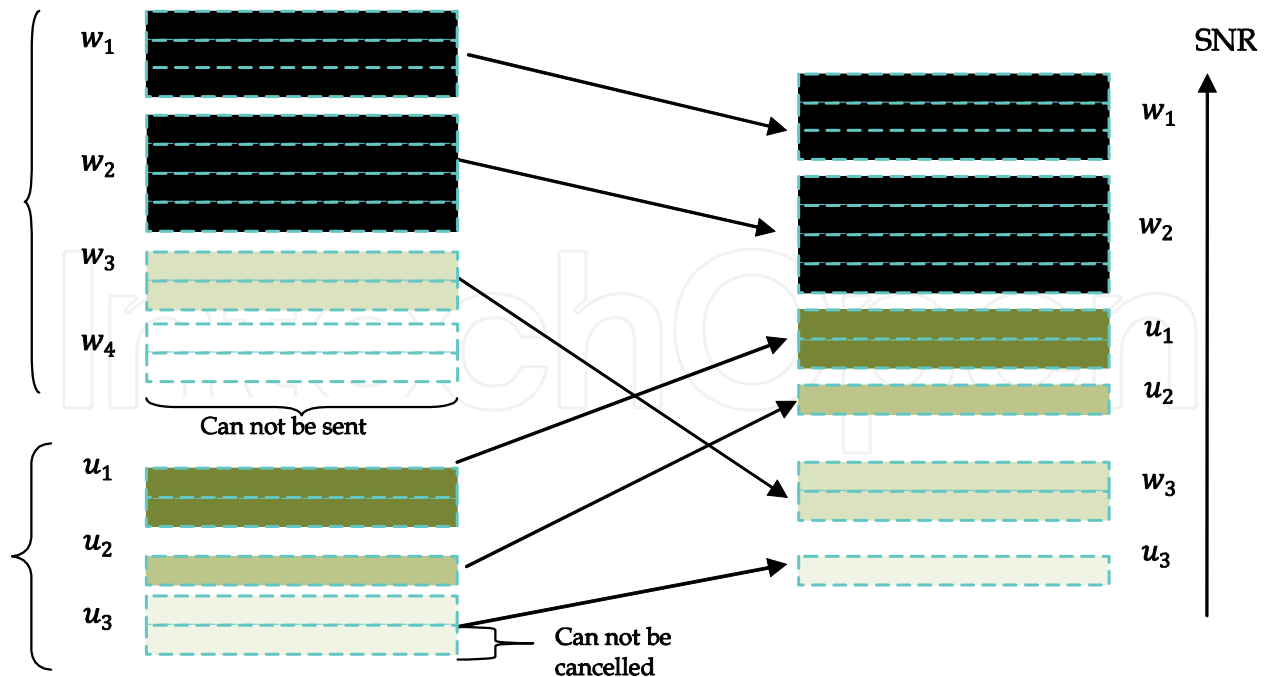 w₁
w₂
w₃
w₄
Can not be sent
u₁
u₂
u₃
Can not be
cancelled
SNR
w₁
w₂
u₁
u₂
w₃
u₃
InTechOpen